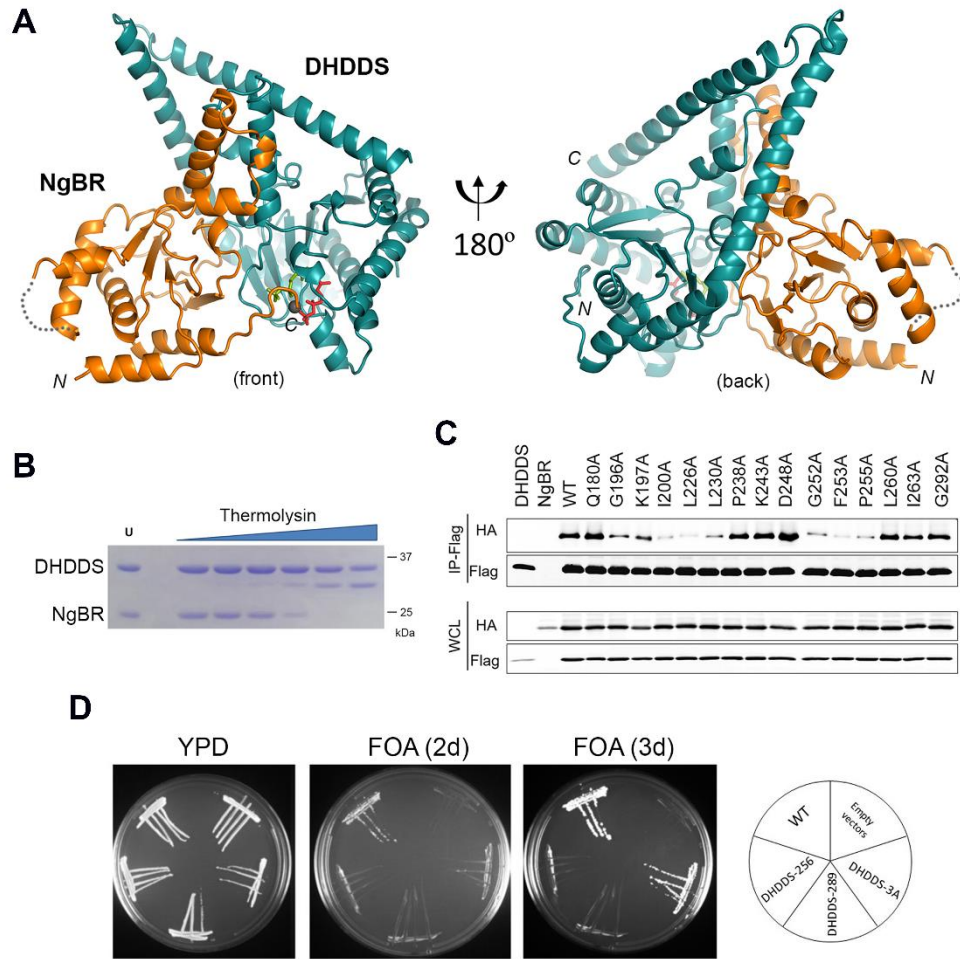 A
DHDDS
NgBR
C
N
(front)
180º
C
N
N
(back)
B
U
Thermolysin
DHDDS
NgBR
37
25
kDa
C
DHDDS
NgBR
WT
Q180A
G196A
K197A
I200A
L226A
L230A
P238A
K243A
D248A
G252A
F253A
P255A
L260A
I263A
G292A
IP-Flag
HA
Flag
WCL
HA
Flag
D
YPD
FOA (2d)
FOA (3d)
WT
Empty
vectors
DHDDS-256
DHDDS-289
DHDDS-3A